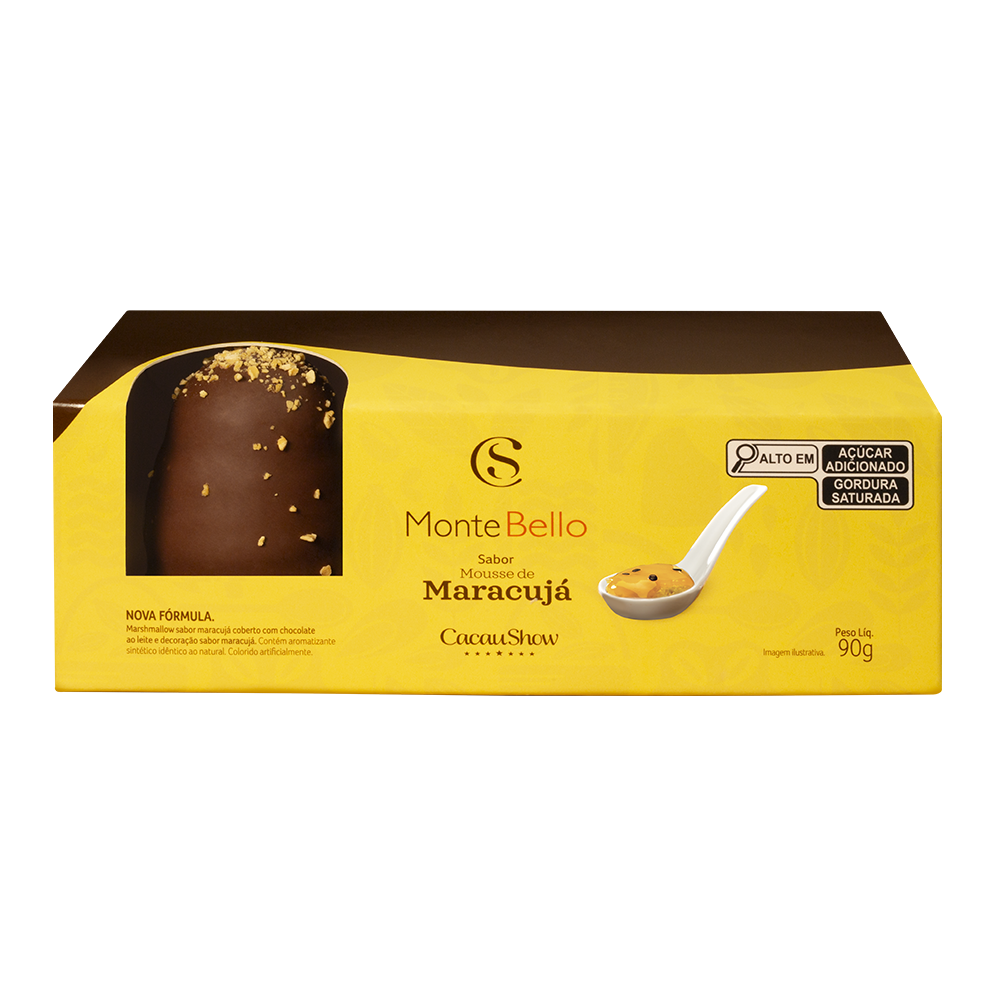 CS
MonteBello
Sabor
Mousse de
Maracujá
CacauShow
ALTO EM
AÇÚCAR
ADICIONADO
GORDURA
SATURADA
NOVA FÓRMULA.
Marshmallow sabor maracujá coberto com chocolate
ao leite e decoração sabor maracujá. Contém aromatizante
sintético idêntico ao natural. Colorido artificialmente.
Imagem ilustrativa.
Peso Líq.
90g